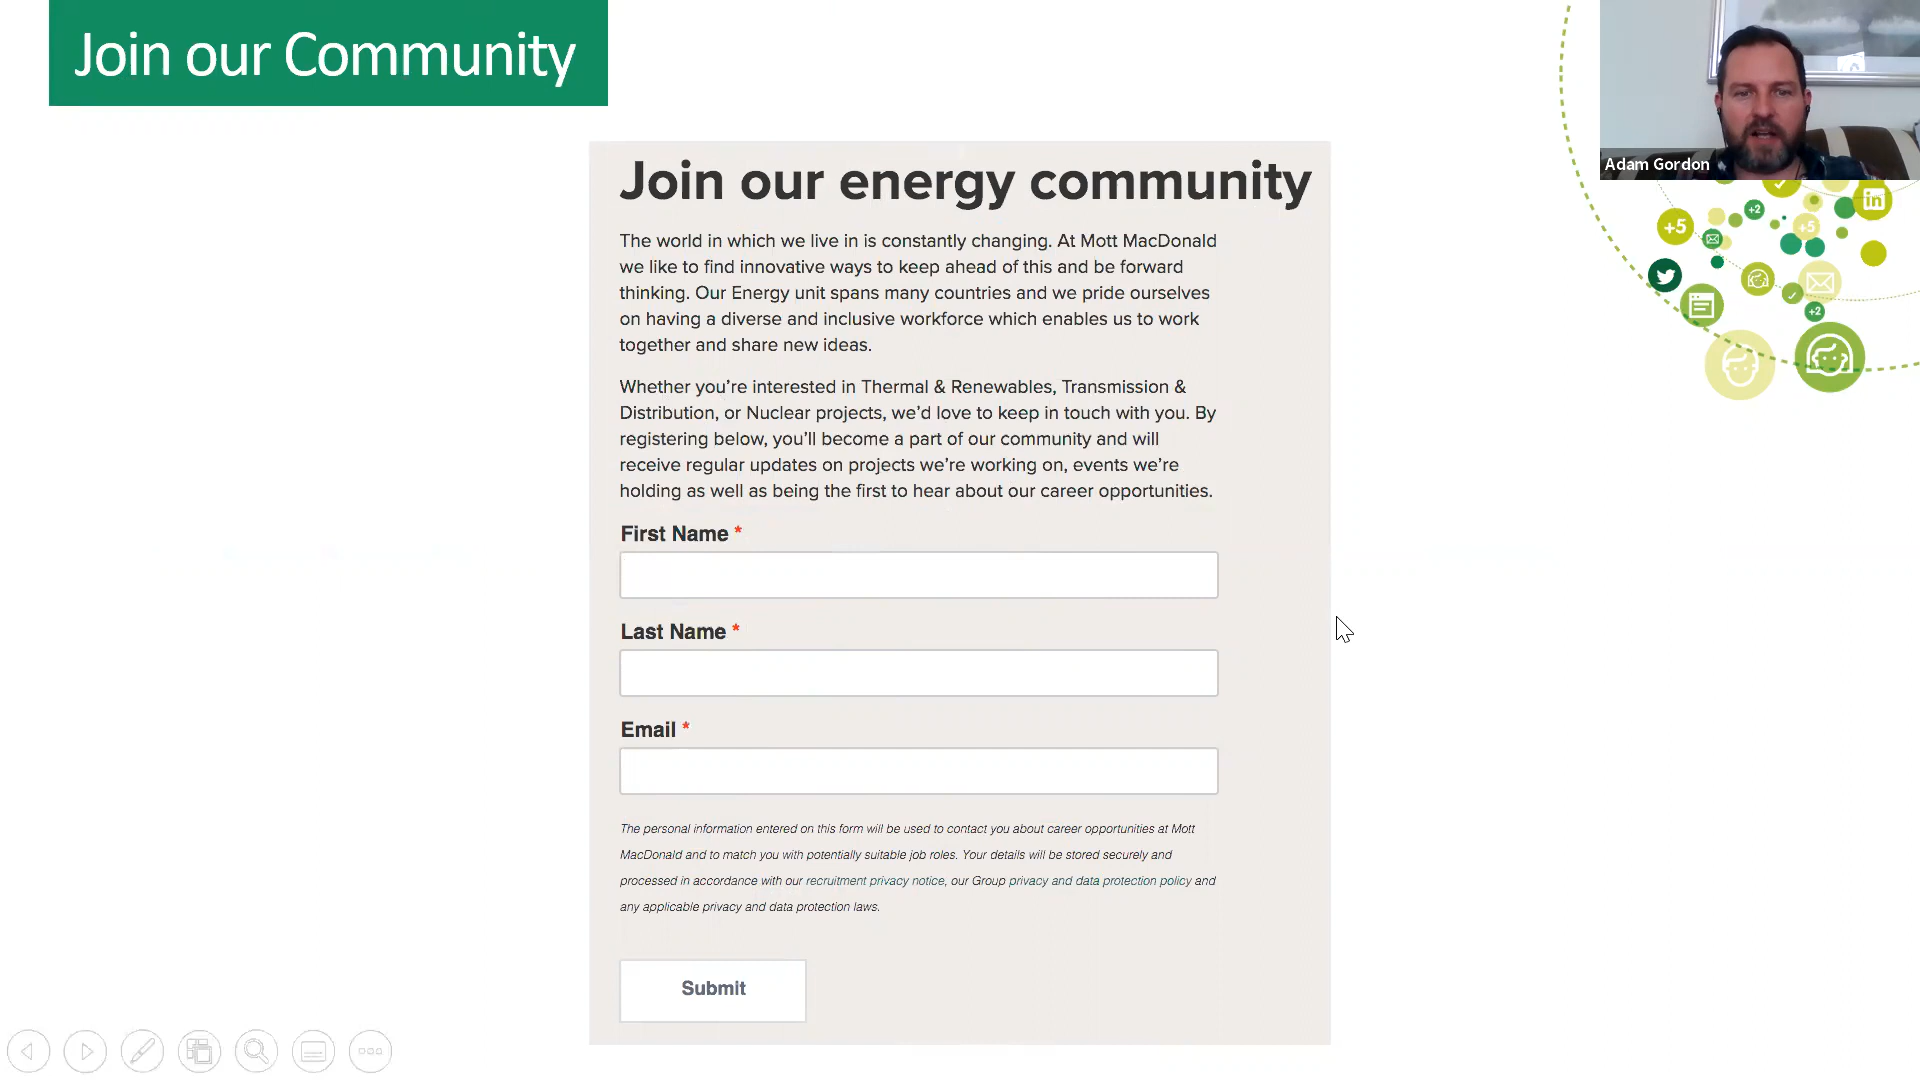 Join our Community
Adam Gordon
Join our energy community
The world in which we live in is constantly changing. At Mott MacDonald
we like to find innovative ways to keep ahead of this and be forward
thinking. Our Energy unit spans many countries and we pride ourselves
on having a diverse and inclusive workforce which enables us to work
together and share new ideas.
Whether you're interested in Thermal & Renewables, Transmission &
Distribution, or Nuclear projects, we'd love to keep in touch with you. By
registering below, you'll become a part of our community and will
receive regular updates on projects we're working on, events we're
holding as well as being the first to hear about our career opportunities.
First Name *
Last Name *
Email *
The personal information entered on this form will be used to contact you about career opportunities at Mott
MacDonald and to match you with potentially suitable job roles. Your details will be stored securely and
processed in accordance with our recruitment privacy notice, our Group privacy and data protection policy and
any applicable privacy and data protection laws.
Submit
in
+2
+5
+5
+2